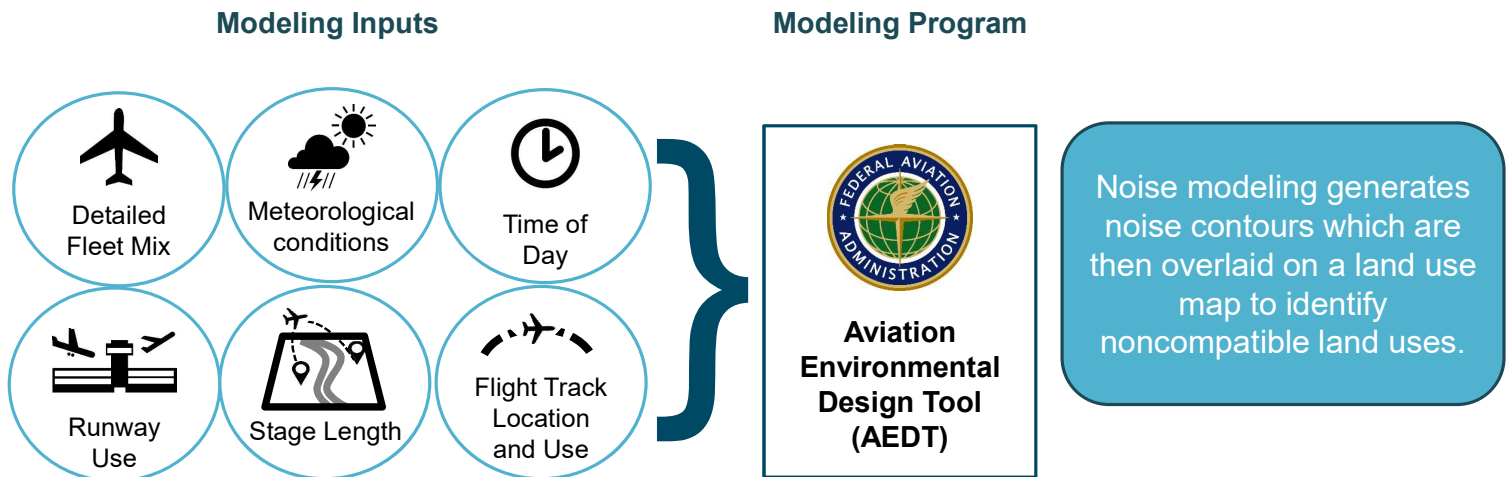 Modeling Inputs
Modeling Program
Detailed
Fleet Mix
Meteorological
conditions
Time of
Day
Runway
Use
Stage Length
Flight Track
Location
and Use
FEDERAL AVIATION
ADMINISTRATION
Aviation
Environmental
Design Tool
(AEDT)
Noise modeling generates
noise contours which are
then overlaid on a land use
map to identify
noncompatible land uses.